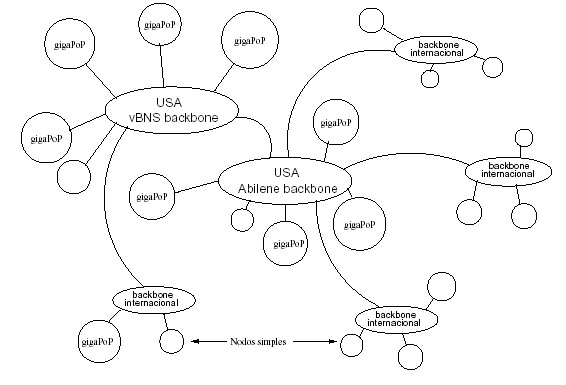 gigaPoP
gigaPoP
gigaPoP
backbone
internacional
USA
vBNS backbone
gigaPoP
gigaPoP
backbone
internacional
USA
Abilene backbone
gigaPoP
gigaPoP
gigaPoP
backbone
internacional
backbone
internacional
gigaPoP
Nodos simples